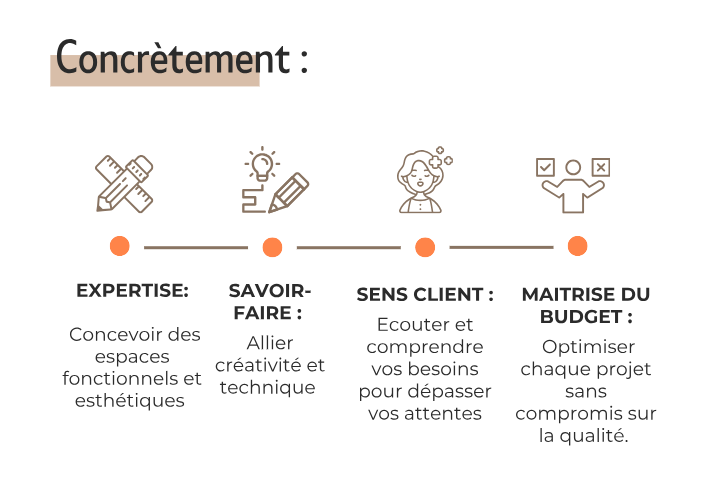 Concrètement :
EXPERTISE:
Concevoir des
espaces
fonctionnels et
esthétiques
SAVOIR-
FAIRE :
Allier
créativité et
technique
SENS CLIENT :
Ecouter et
comprendre
vos besoins
pour dépasser
vos attentes
MAITRISE DU
BUDGET :
Optimiser
chaque projet
sans
compromis sur
la qualité.